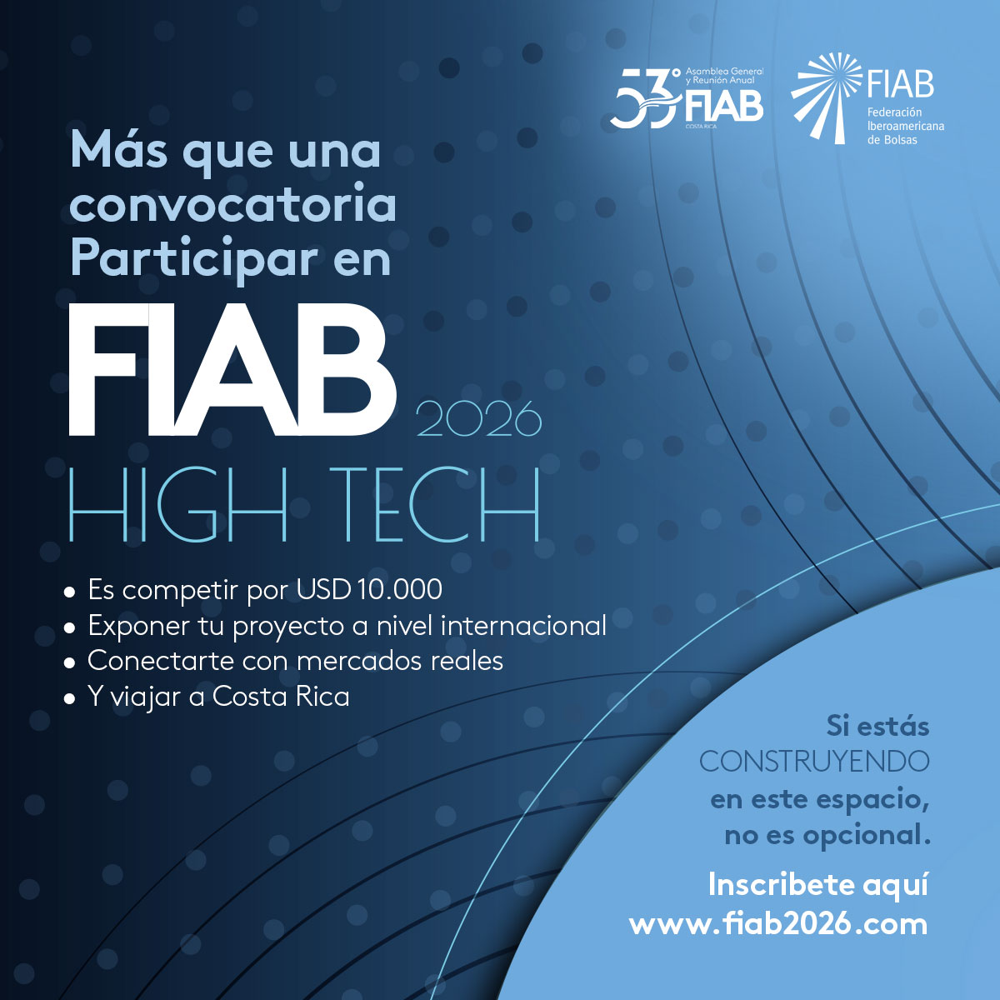 53°
Asamblea General
y Reunión Anual
FIAB
COSTA RICA
FIAB
Federación
Iberoamericana
de Bolsas
Más que una
convocatoria
Participar en
FIAB 2026
HIGH TECH
• Es competir por USD 10.000
• Exponer tu proyecto a nivel internacional
• Conectarte con mercados reales
• Y viajar a Costa Rica
Si estás
CONSTRUYENDO
en este espacio,
no es opcional.
Inscribete aquí
www.fiab2026.com